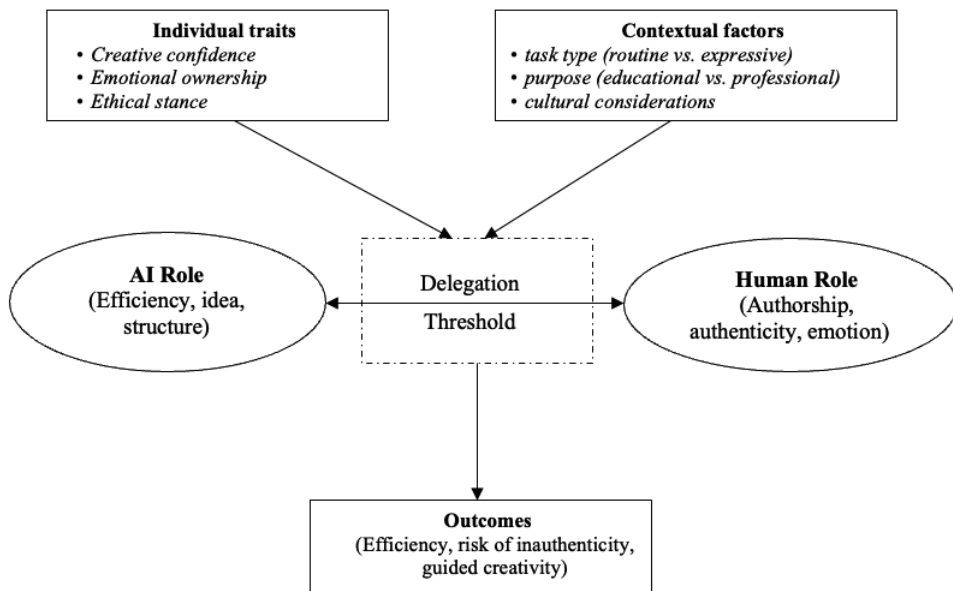 Individual traits
• Creative confidence
• Emotional ownership
• Ethical stance
Contextual factors
• task type (routine vs. expressive)
• purpose (educational vs. professional)
• cultural considerations
AI Role
(Efficiency, idea,
structure)
Delegation
Threshold
Human Role
(Authorship,
authenticity, emotion)
Outcomes
(Efficiency, risk of inauthenticity,
guided creativity)